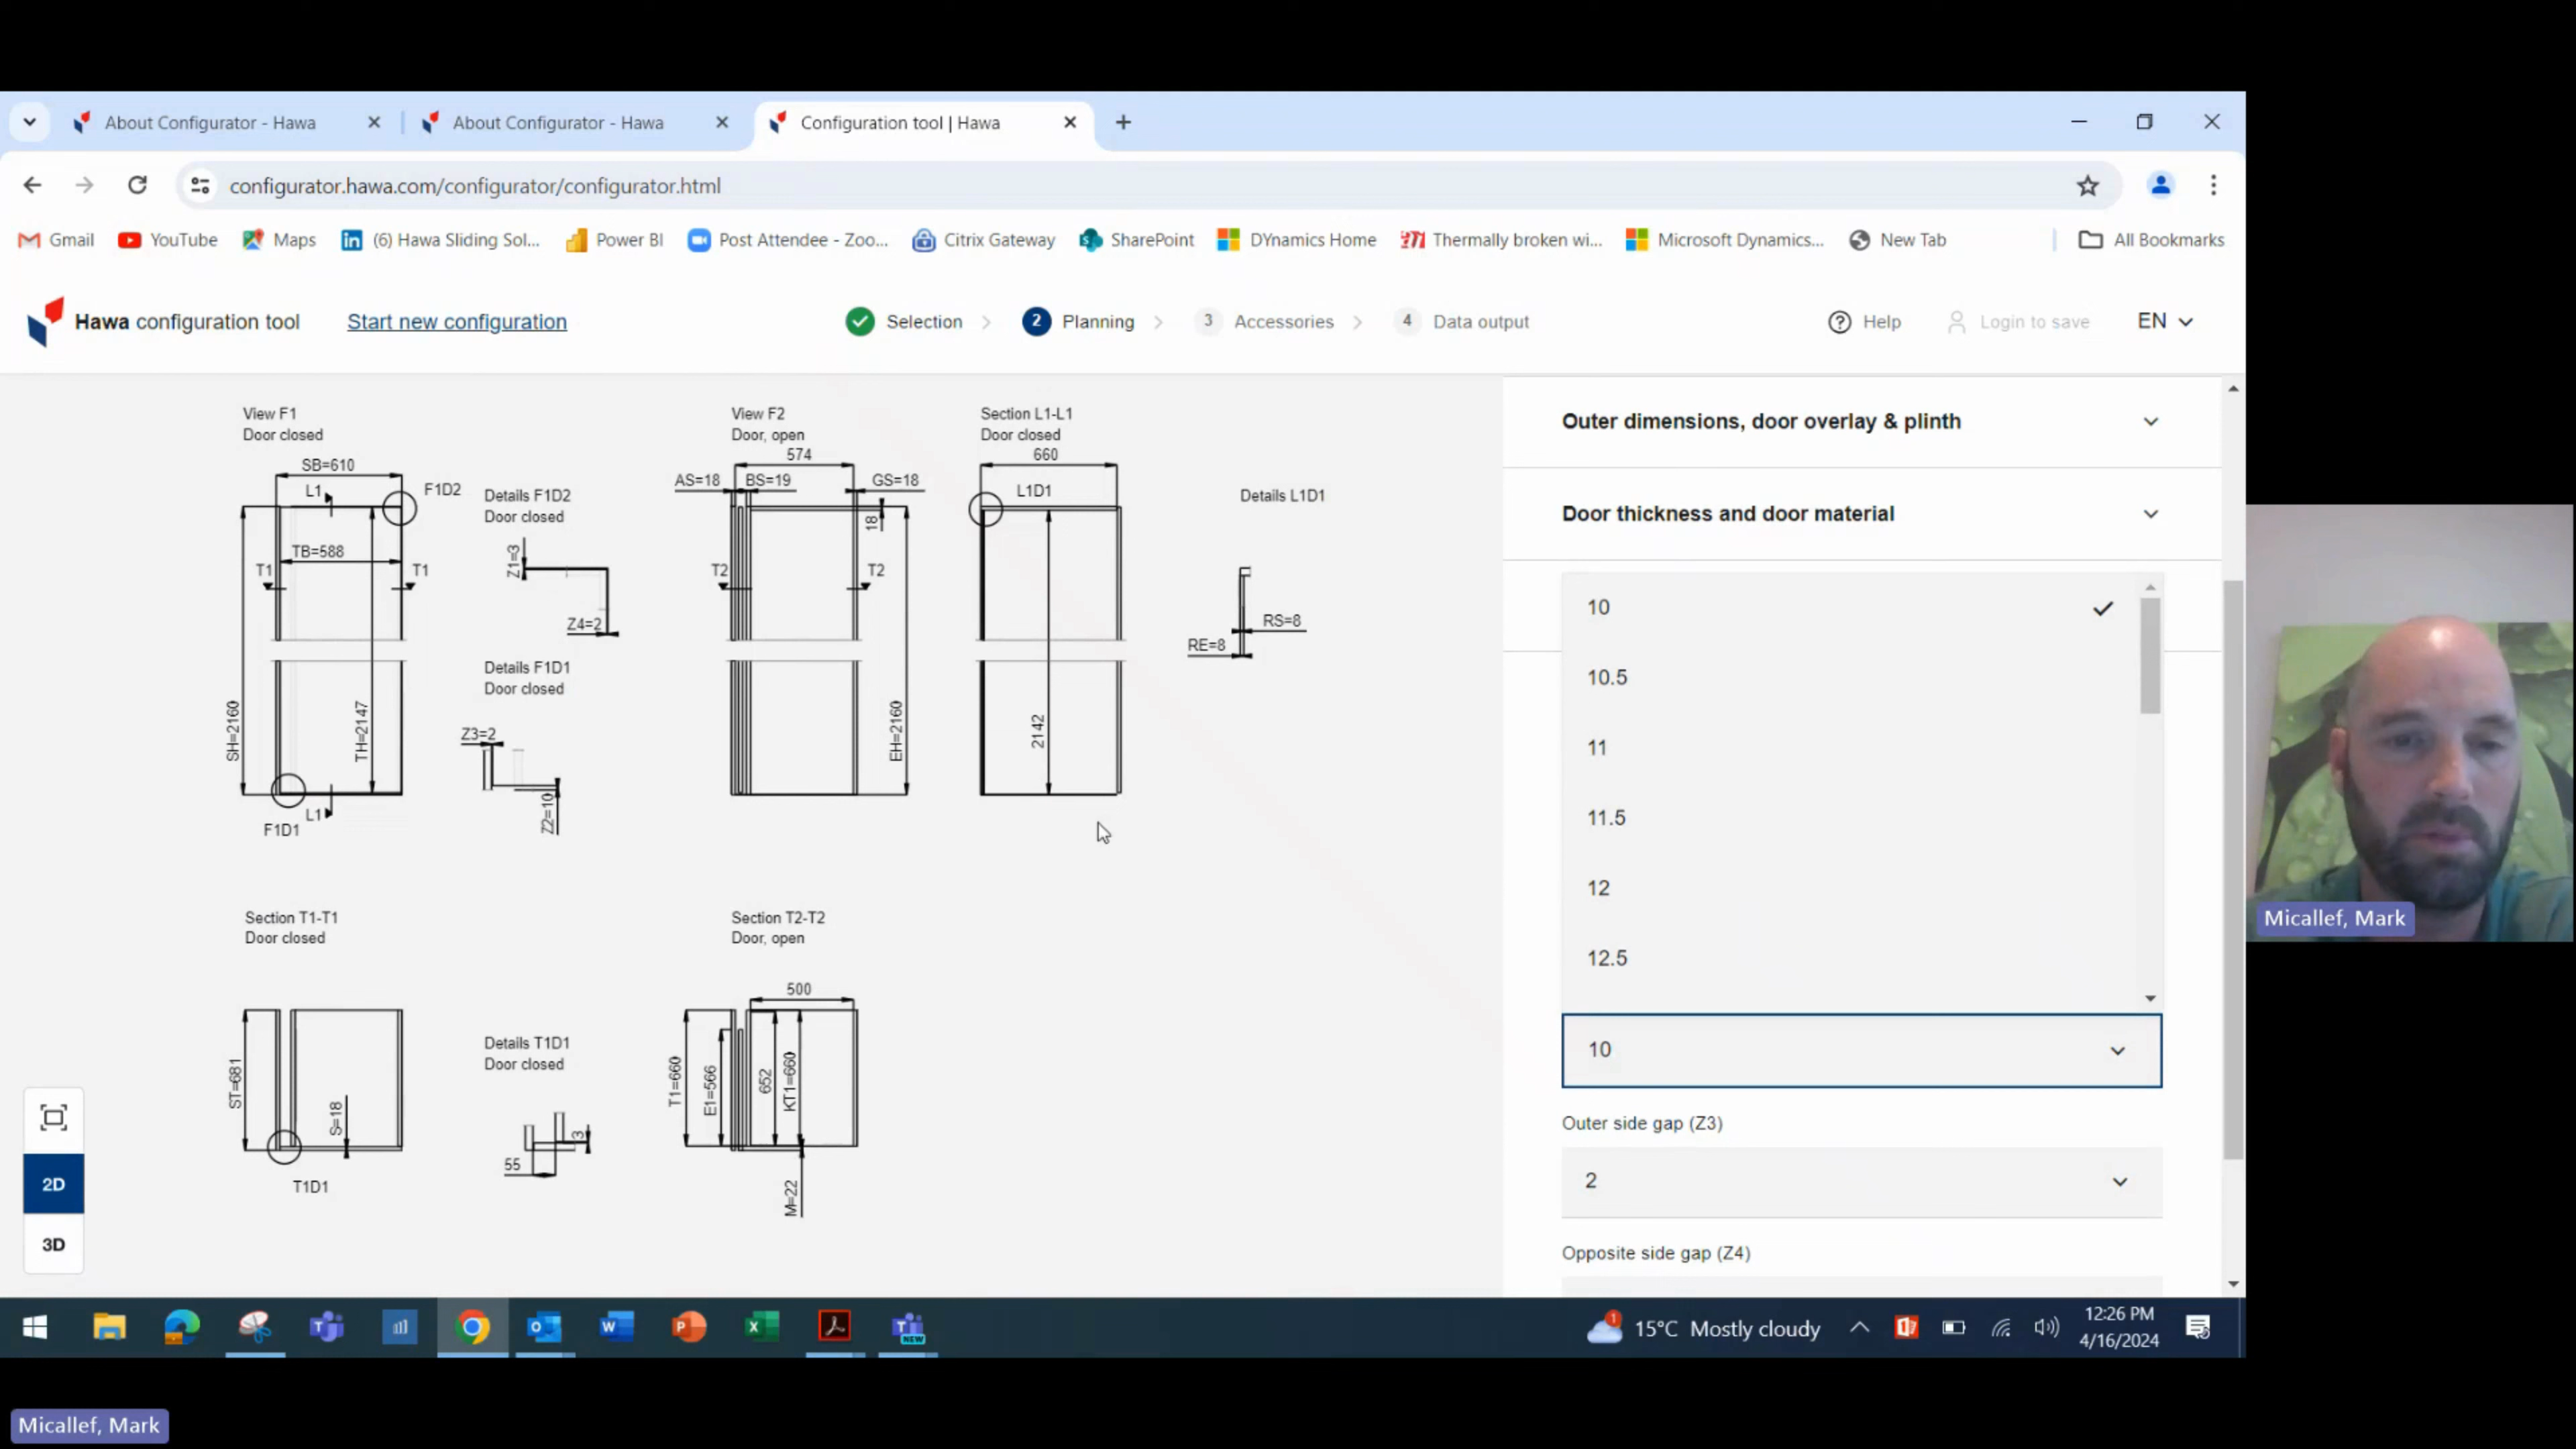 About Configurator - Hawa
About Configurator - Hawa
Configuration tool | Hawa
configurator.hawa.com/configurator/configurator.html
Gmail
YouTube
Maps
(6) Hawa Sliding Sol...
Power BI
Post Attendee - Zoo...
Citrix Gateway
SharePoint
DYnamics Home
Thermally broken wi...
Microsoft Dynamics...
New Tab
All Bookmarks
Hawa configuration tool
Start new configuration
Selection
2 Planning
3 Accessories
4 Data output
Help
Login to save
EN
View F1
Door closed
SB=610
L1
F1D2
TB=588
T1
T1
SH=2160
TH=2147
L1
F1D1
Details F1D2
Door closed
Z1=3
Z4=2
Details F1D1
Door closed
Z3=2
Z2=10
View F2
Door, open
574
AS=18
BS=19
GS=18
18
T2
T2
EH=2160
Section L1-L1
Door closed
660
L1D1
2142
Details L1D1
RS=8
RE=8
Section T1-T1
Door closed
ST=681
S=18
T1D1
Details T1D1
Door closed
3
55
Section T2-T2
Door, open
500
T1=660
E1=566
652
KT1=660
M=22
2D
3D
Outer dimensions, door overlay & plinth
Door thickness and door material
10
10.5
11
11.5
12
12.5
10
Outer side gap (Z3)
2
Opposite side gap (Z4)
Micallef, Mark
NEW
1
15°C Mostly cloudy
12:26 PM
4/16/2024
Micallef, Mark